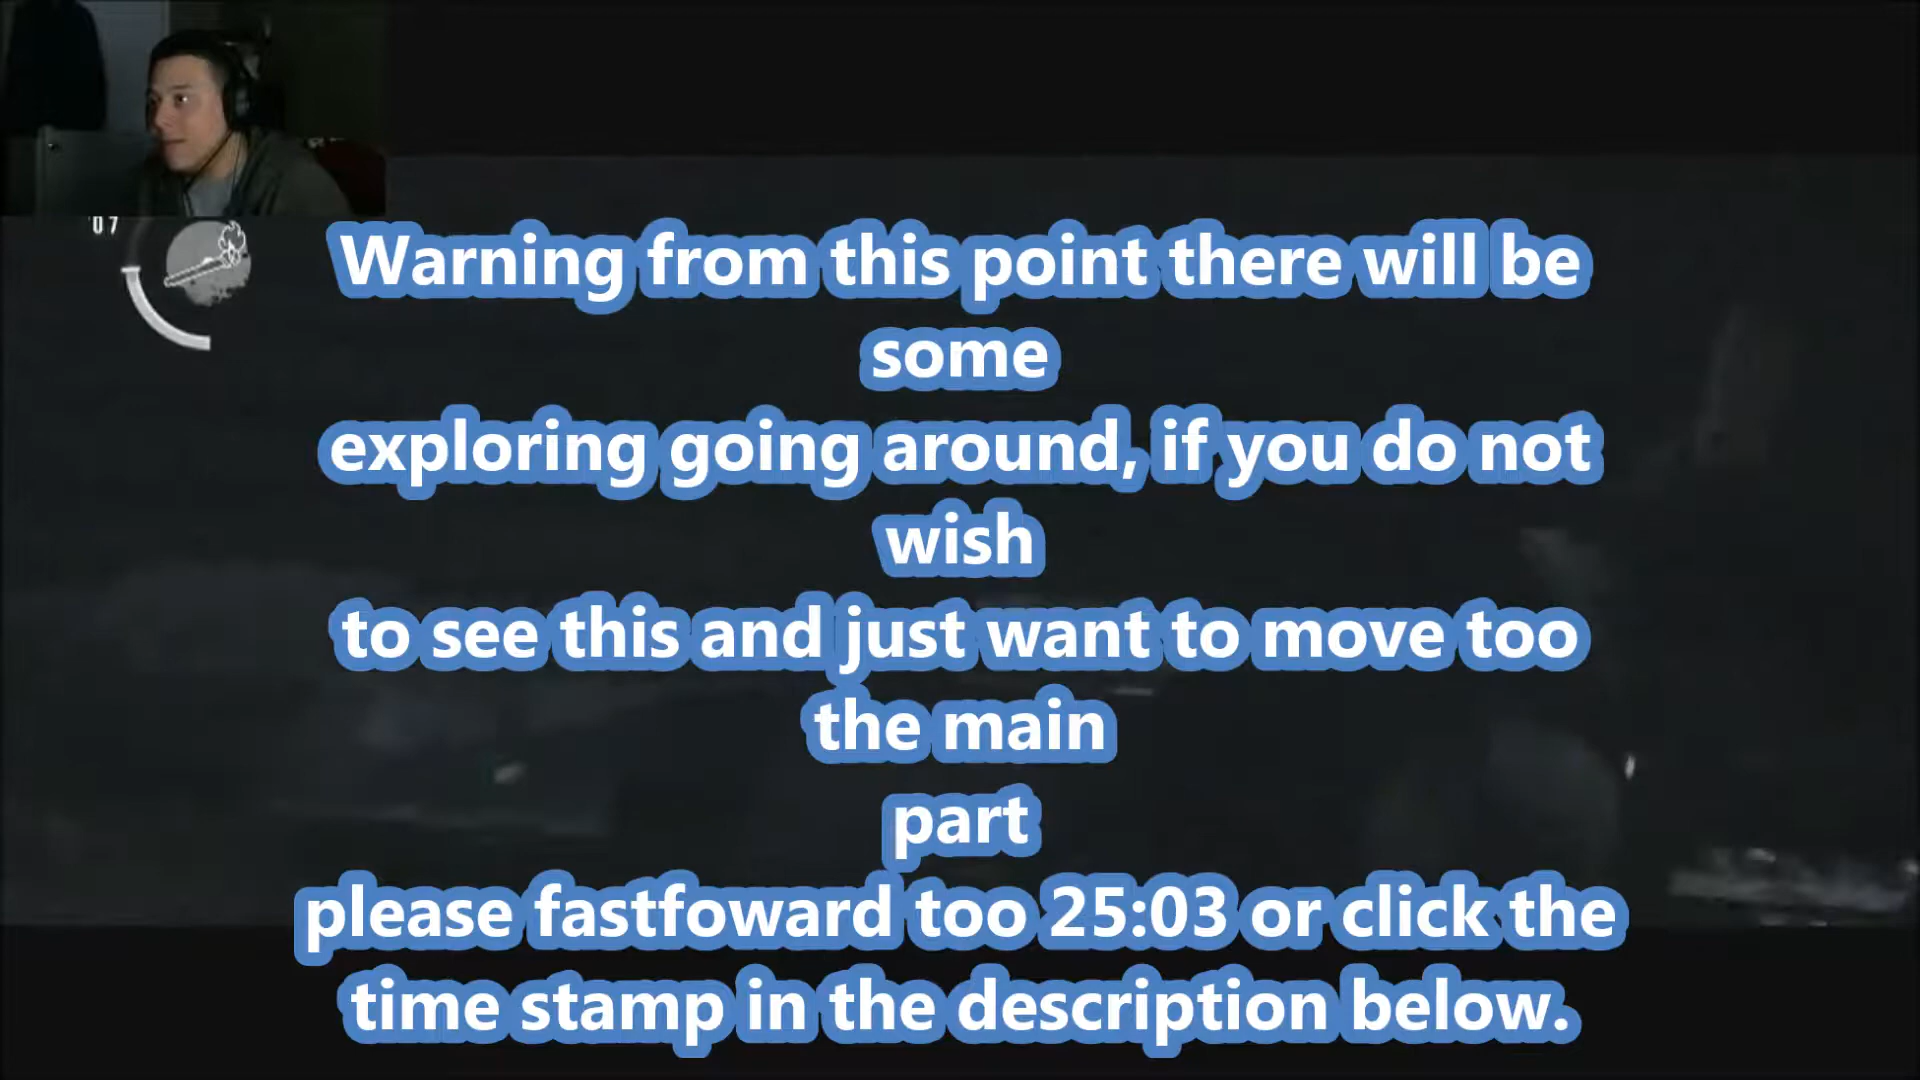 '07
Warning from this point there will be
some
exploring going around, if you do not
wish
to see this and just want to move too
the main
part
please fastfoward too 25:03 or click the
time stamp in the description below.